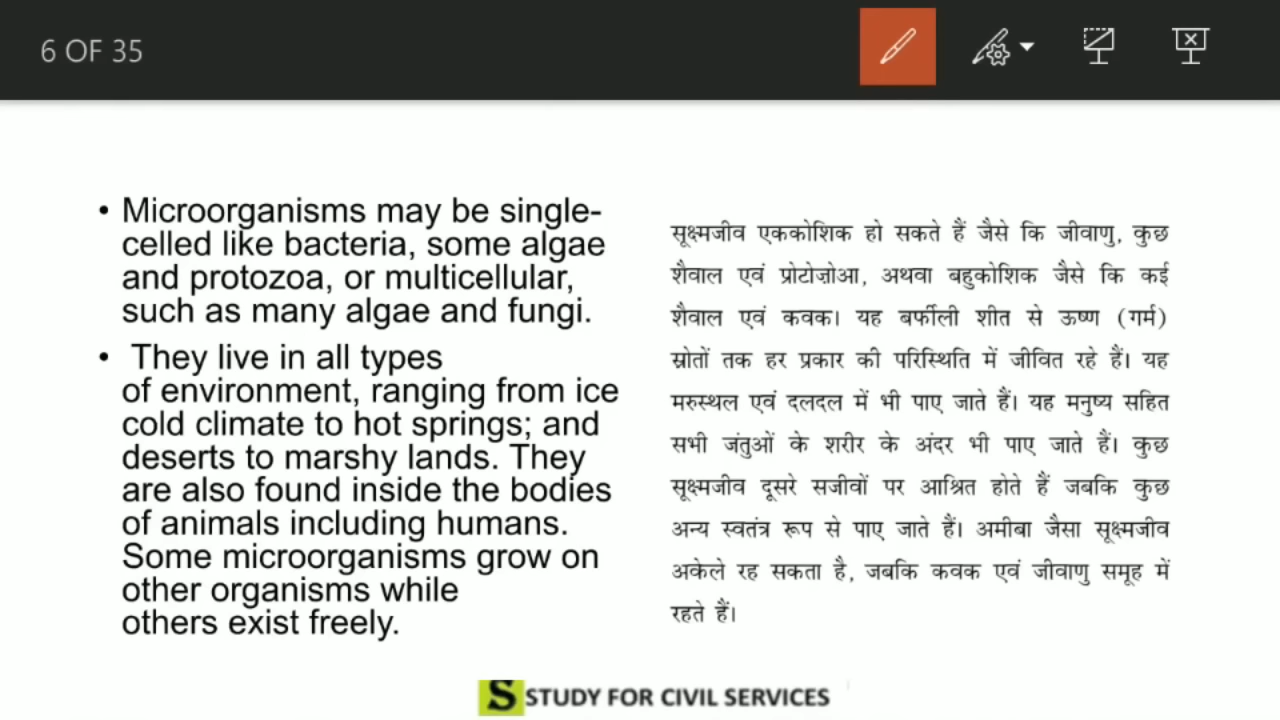 6 OF 35
• Microorganisms may be single-
celled like bacteria, some algae
and protozoa, or multicellular,
such as many algae and fungi.
• They live in all types
of environment, ranging from ice
cold climate to hot springs; and
deserts to marshy lands. They
are also found inside the bodies
of animals including humans.
Some microorganisms grow on
other organisms while
others exist freely.
सूक्ष्मजीव एककोशिक हो सकते हैं जैसे कि जीवाणु, कुछ
शैवाल एवं प्रोटोज़ोआ, अथवा बहुकोशिक जैसे कि कई
शैवाल एवं कवक। यह बर्फीली शीत से ऊष्ण (गर्म)
स्रोतों तक हर प्रकार की परिस्थिति में जीवित रहे हैं। यह
मरुस्थल एवं दलदल में भी पाए जाते हैं। यह मनुष्य सहित
सभी जंतुओं के शरीर के अंदर भी पाए जाते हैं। कुछ
सूक्ष्मजीव दूसरे सजीवों पर आश्रित होते हैं जबकि कुछ
अन्य स्वतंत्र रूप से पाए जाते हैं। अमीबा जैसा सूक्ष्मजीव
अकेले रह सकता है, जबकि कवक एवं जीवाणु समूह में
रहते हैं।
S STUDY FOR CIVIL SERVICES